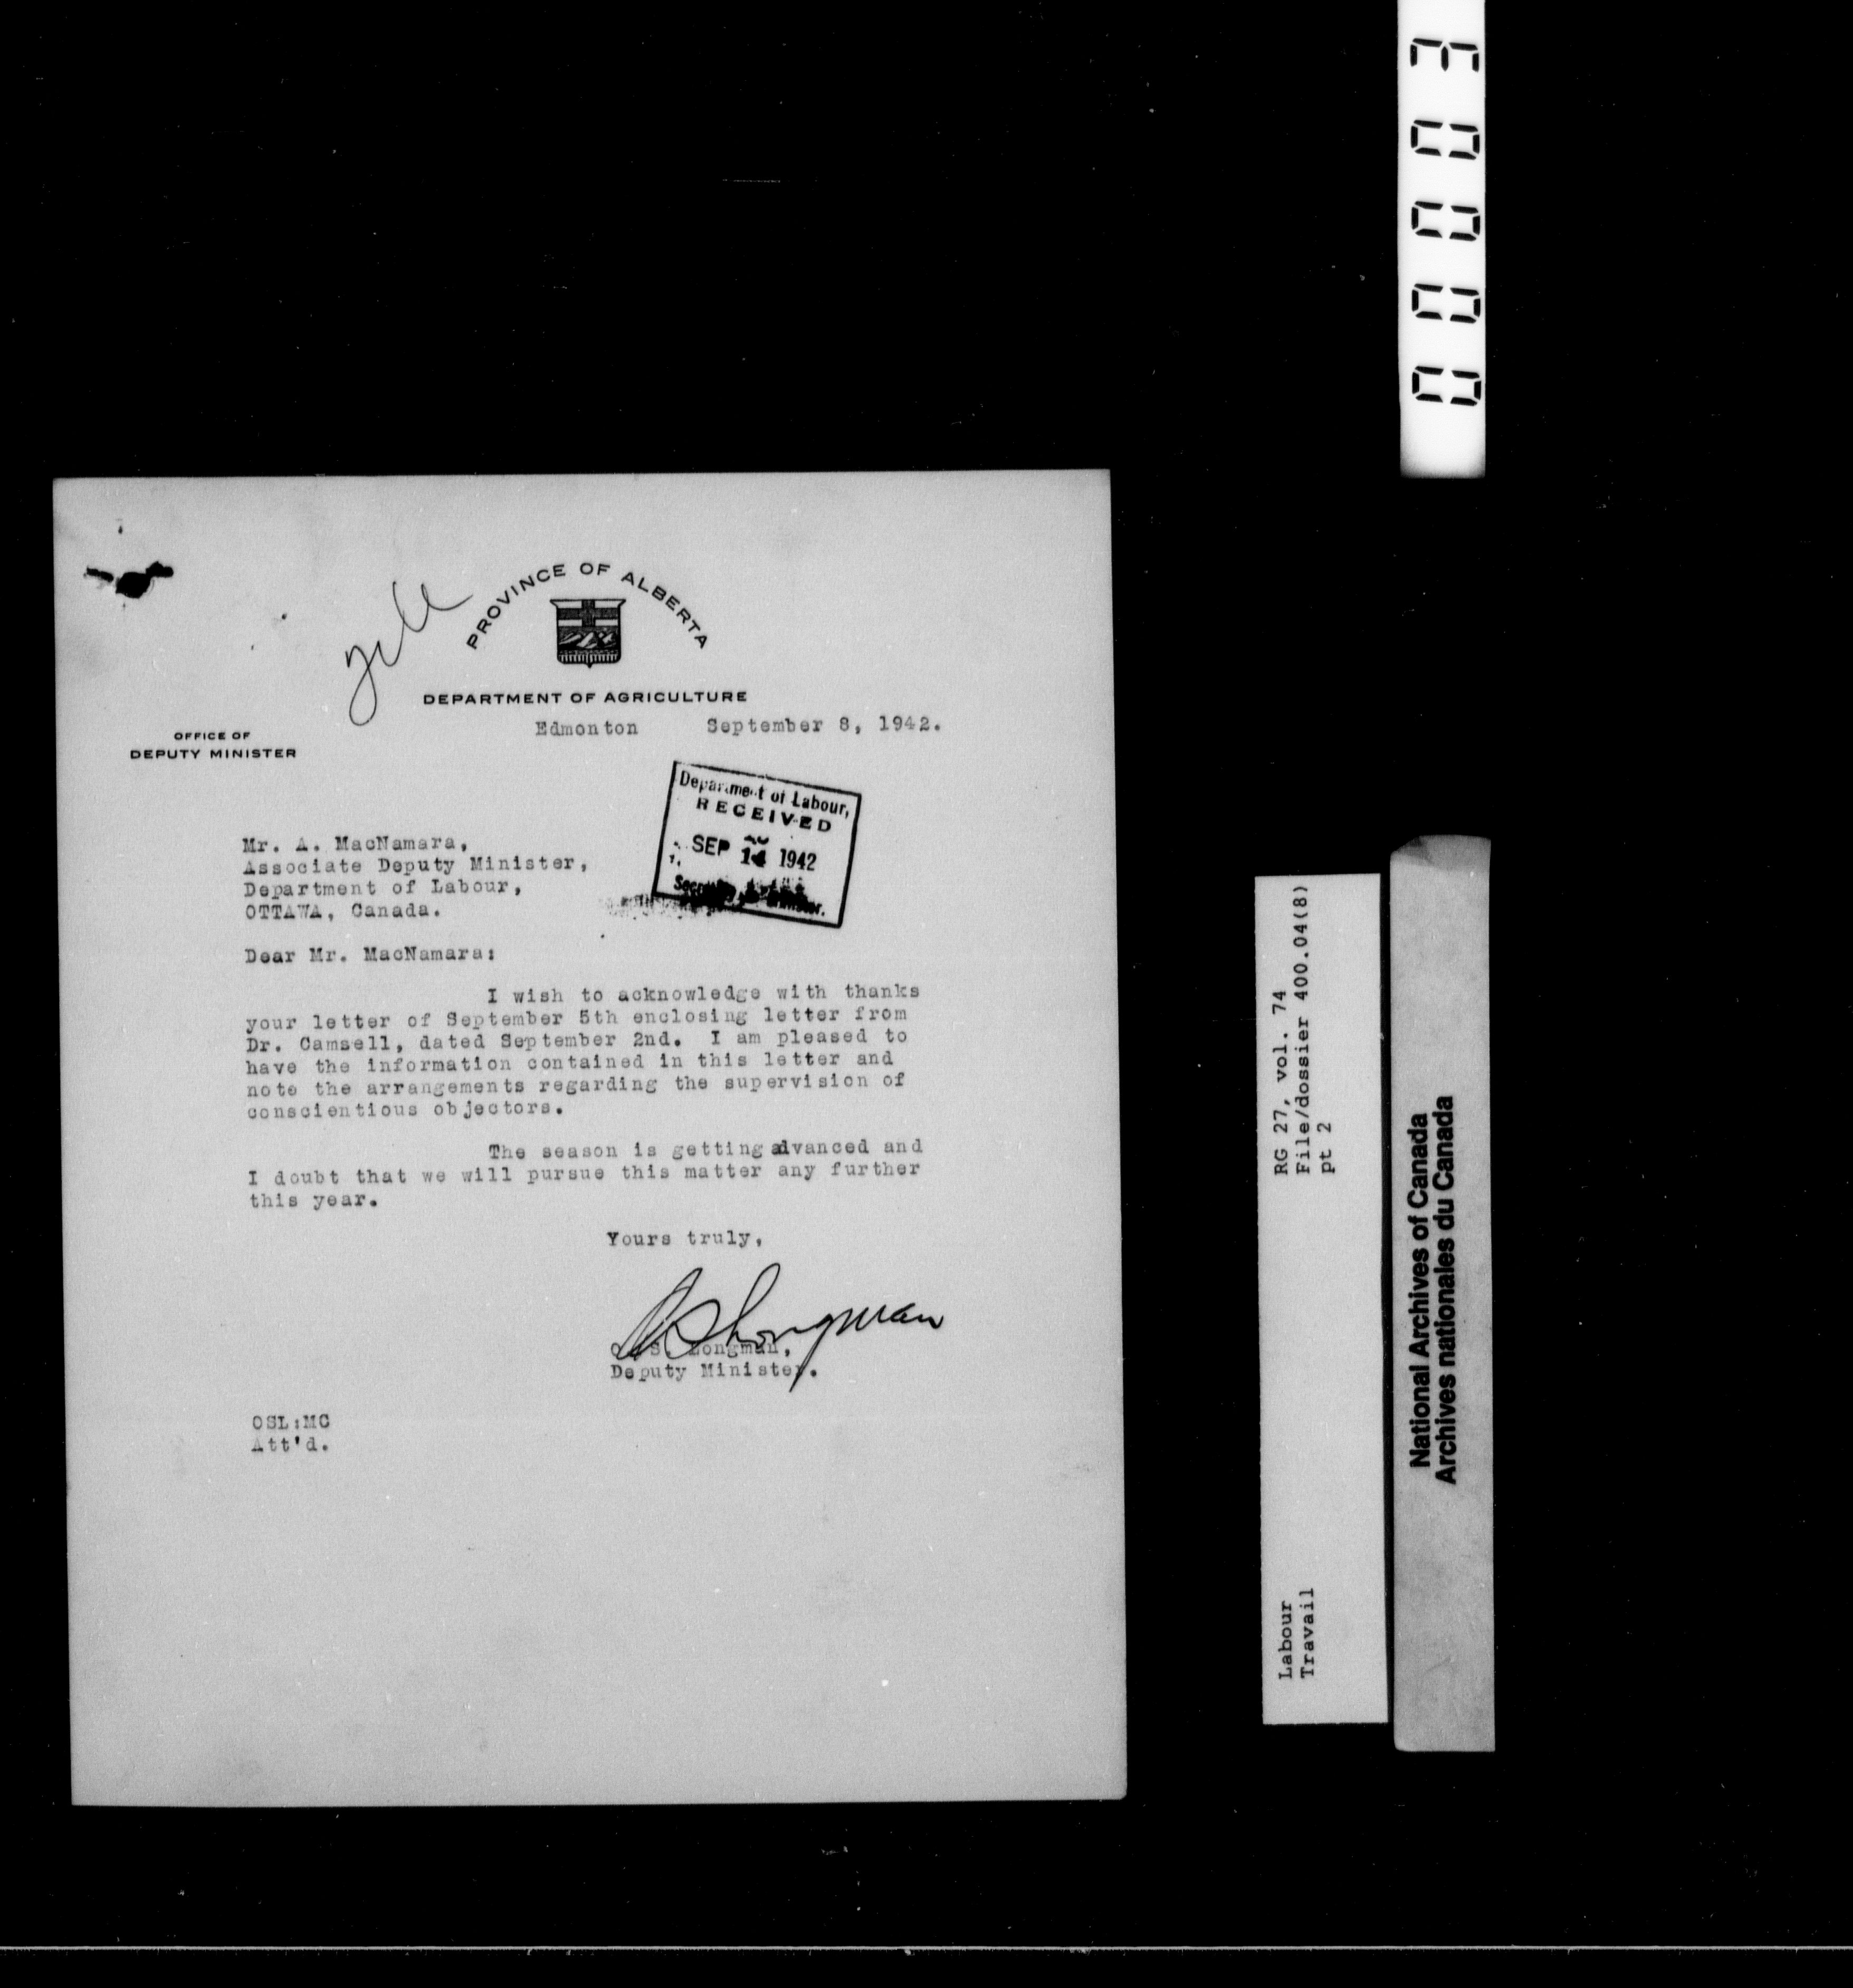 PROVINCE OF ALBERTA
DEPARTMENT OF AGRICULTURE
Edmonton September 8, 1942.
OFFICE OF
DEPUTY MINISTER
Department of Labour,
RECEIVED
SEP 14 1942
Mr. A. MacNamara,
Associate Deputy Minister,
Department of Labour,
OTTAWA, Canada.
Dear Mr. MacNamara:
I wish to acknowledge with thanks
your letter of September 5th enclosing letter from
Dr. Camsell, dated September 2nd. I am pleased to
have the information contained in this letter and
note the arrangements regarding the supervision of
conscientious objectors.
The season is getting advanced and
I doubt that we will pursue this matter any further
this year.
Yours truly,
OSLongman
O. S. Longman,
Deputy Minister.
OSL:MC
Att'd.
00003
RG 27, vol. 74
File/dossier 400.04(8)
pt 2
Labour
Travail
National Archives of Canada
Archives nationales du Canada